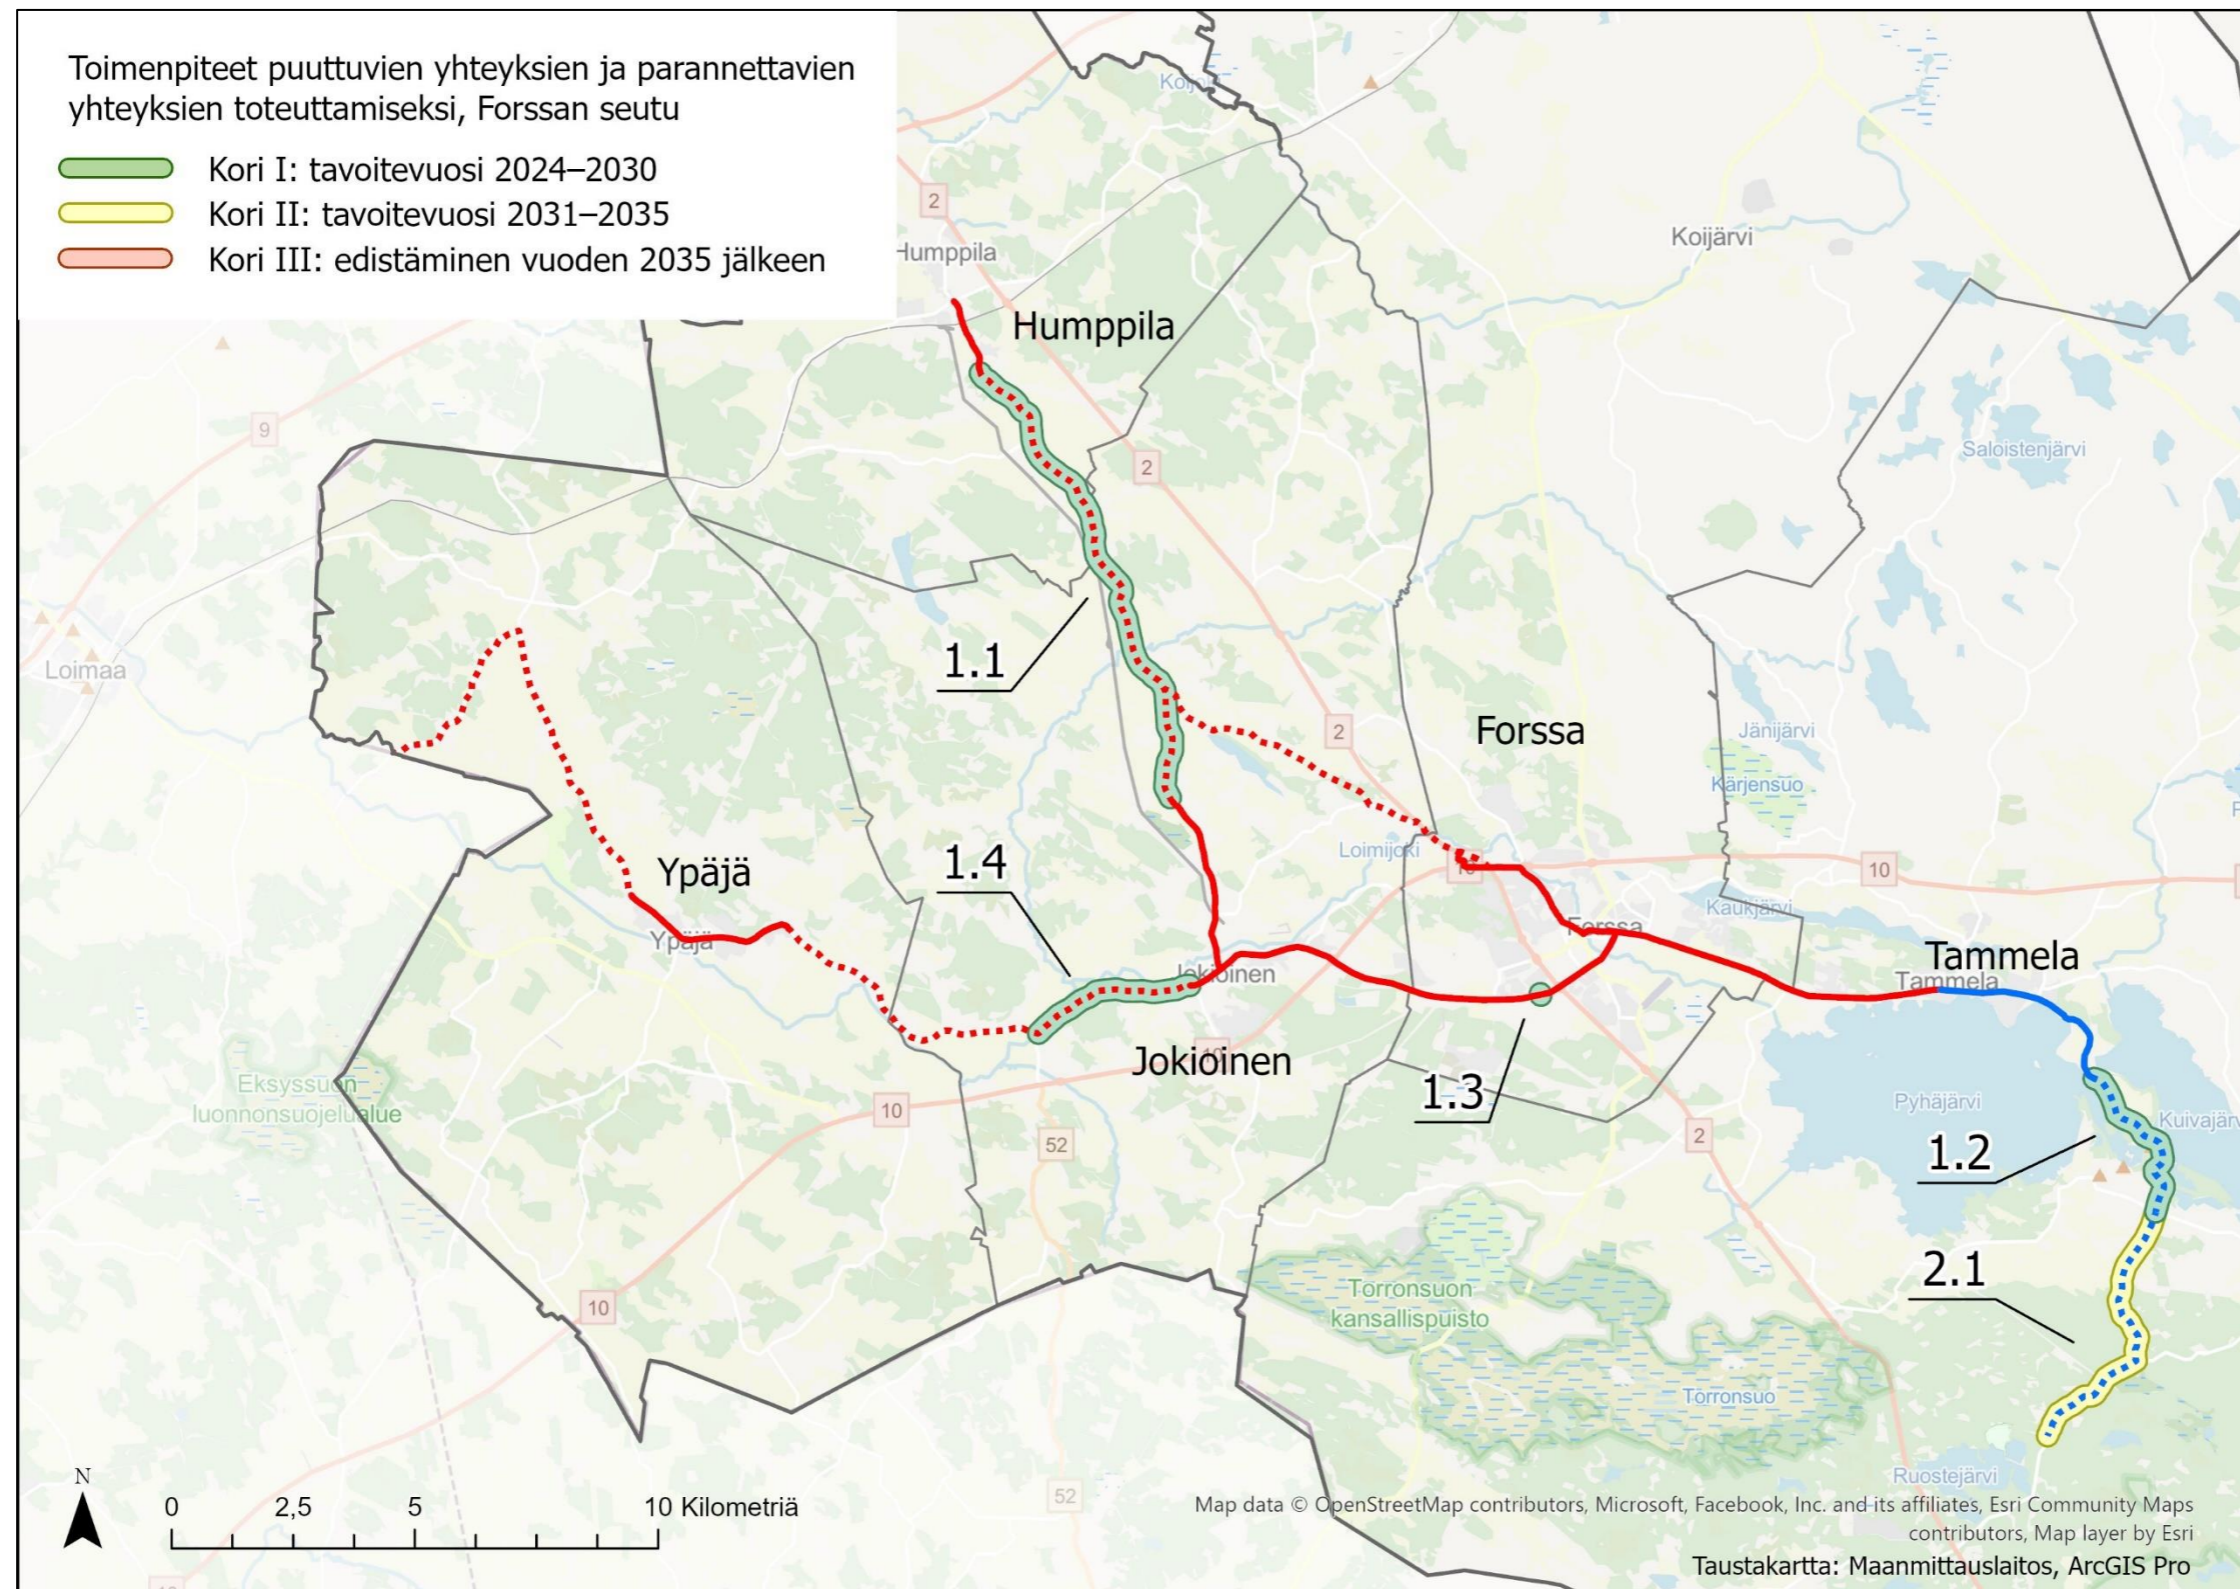 Toimenpiteet puuttuvien yhteyksien ja parannettavien
yhteyksien toteuttamiseksi, Forssan seutu
Kori I: tavoitevuosi 2024–2030
Kori II: tavoitevuosi 2031–2035
Kori III: edistäminen vuoden 2035 jälkeen
2
Humppila
Koijärvi
Humppila
9
2
Saloistenjärvi
1.1
Loimaa
2
Forssa
Jänijärvi
Kärjensuo
Loimijoki
1.4
Ypäjä
10
10
Kaukjärvi
Forssa
Ypäjä
Tammela
Jokioinen
Tammela
10
Jokioinen
1.3
Eksyssuon
luonnonsuojelualue
10
Pyhäjärvi
Kuivajärv
2
52
1.2
2.1
Torronsuon
kansallispuisto
10
Torronsuo
Ruostejärvi
52
N
0 2,5 5 10 Kilometriä
Map data © OpenStreetMap contributors, Microsoft, Facebook, Inc. and its affiliates, Esri Community Maps
contributors, Map layer by Esri
Taustakartta: Maanmittauslaitos, ArcGIS Pro